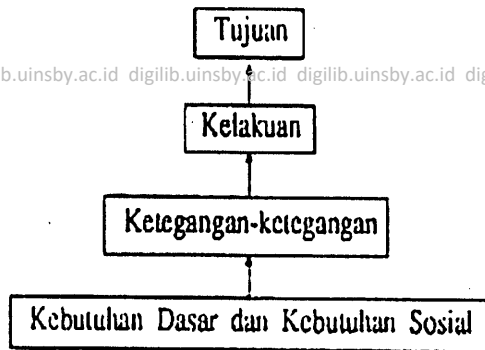 Tujuan
b.uinsby.ac.id digilib.uinsby.ac.id digilib.uinsby.ac.id dig
Kelakuan
Ketegangan-ketegangan
Kebutuhan Dasar dan Kebutuhan Sosial